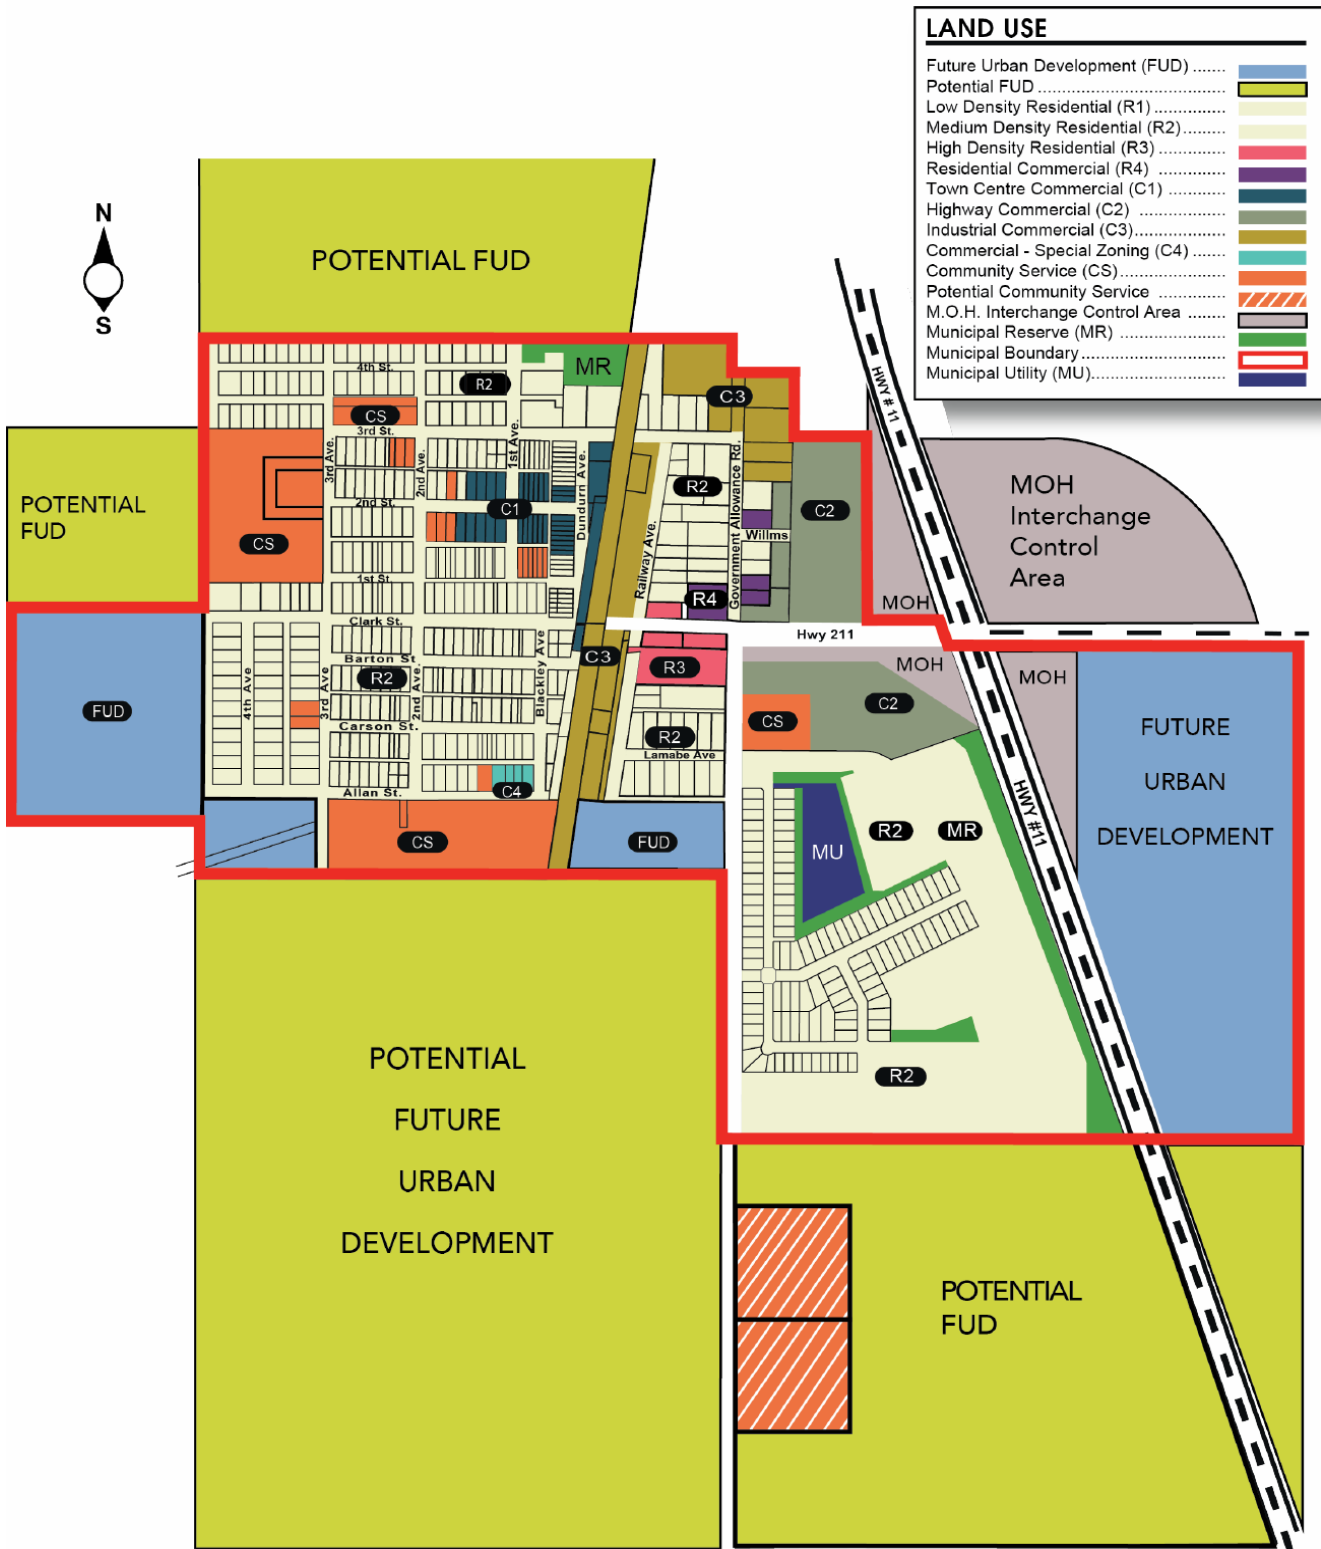 LAND USE
Future Urban Development (FUD) .......
Potential FUD ....................................
Low Density Residential (R1) ..............
Medium Density Residential (R2)........
High Density Residential (R3) .............
Residential Commercial (R4) .............
Town Centre Commercial (C1) ...........
Highway Commercial (C2) ................
Industrial Commercial (C3).................
Commercial - Special Zoning (C4) ......
Community Service (CS)....................
Potential Community Service .............
M.O.H. Interchange Control Area .......
Municipal Reserve (MR) .....................
Municipal Boundary............................
Municipal Utility (MU).........................
N
S
POTENTIAL FUD
HWY # 11
4th St.
MR
R2
C3
CS
3rd St.
1st Ave.
3rd Ave.
2nd Ave.
Dundurn Ave.
Government Allowance Rd.
POTENTIAL
FUD
2nd St.
R2
C1
C2
MOH
Interchange
Control
Area
Willms
CS
Railway Ave.
1st St.
R4
MOH
Clark St.
Hwy 211
Barton St
C3
R3
MOH
MOH
R2
4th Ave
3rd Ave
2nd Ave.
Blackley Ave
C2
FUD
CS
FUTURE
URBAN
DEVELOPMENT
Carson St.
R2
Lamabe Ave
Allan St.
C4
HWY #11
CS
FUD
MU
R2
MR
R2
POTENTIAL
FUTURE
URBAN
DEVELOPMENT
POTENTIAL
FUD